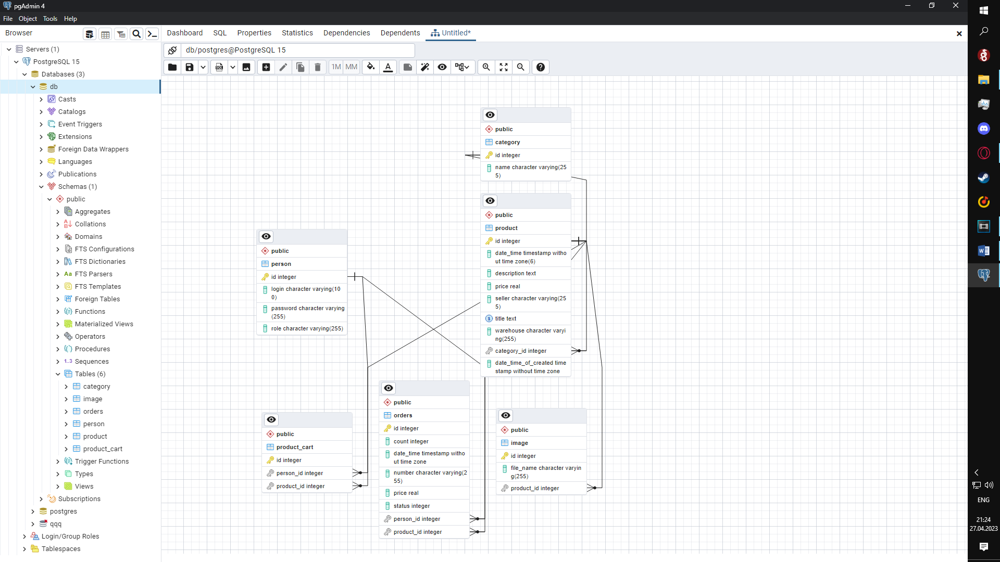 pgAdmin 4
File Object Tools Help
Browser
Dashboard SQL Properties Statistics Dependencies Dependents Untitled*
db/postgres@PostgreSQL 15
SQL 1M MM A
Servers (1)
PostgreSQL 15
Databases (3)
db
Casts
Catalogs
Event Triggers
Extensions
Foreign Data Wrappers
Languages
Publications
Schemas (1)
public
Aggregates
Collations
Domains
FTS Configurations
FTS Dictionaries
Aa FTS Parsers
FTS Templates
Foreign Tables
Functions
Materialized Views
Operators
Procedures
1..3 Sequences
Tables (6)
category
image
orders
person
product
product_cart
Trigger Functions
Types
Views
Subscriptions
postgres
qqq
Login/Group Roles
Tablespaces
public
category
id integer
name character varying(25
5)
public
product
id integer
date_time timestamp witho
ut time zone(6)
description text
price real
seller character varying(25
5)
1 title text
warehouse character varyi
ng(255)
category_id integer
date_time_of_created time
stamp without time zone
public
person
id integer
login character varying(10
0)
password character varying
(255)
role character varying(255)
public
product_cart
id integer
person_id integer
product_id integer
public
orders
id integer
count integer
date_time timestamp witho
ut time zone
number character varying(2
55)
price real
status integer
person_id integer
product_id integer
public
image
id integer
file_name character varyin
g(255)
product_id integer
ENG
21:24
27.04.2023